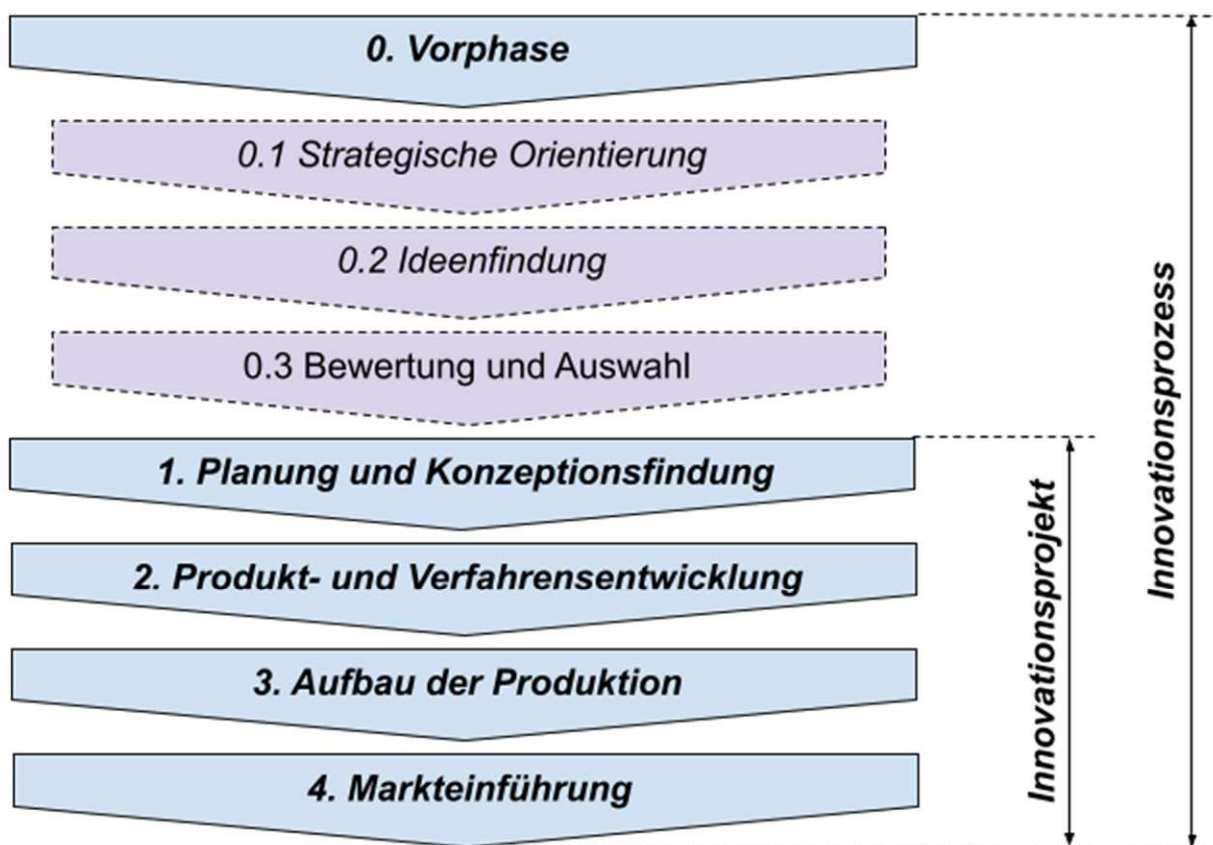 0. Vorphase
0.1 Strategische Orientierung
0.2 Ideenfindung
0.3 Bewertung und Auswahl
1. Planung und Konzeptionsfindung
2. Produkt- und Verfahrensentwicklung
3. Aufbau der Produktion
4. Markteinführung
Innovationsprojekt
Innovationsprozess